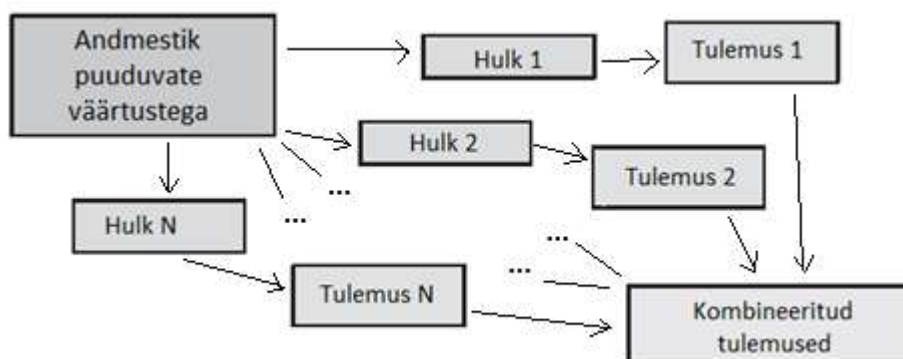 Andmestik
puuduvate
väärtustega
Hulk 1
Tulemus 1
Hulk 2
Tulemus 2
...
...
Hulk N
...
...
Tulemus N
Kombineeritud
tulemused